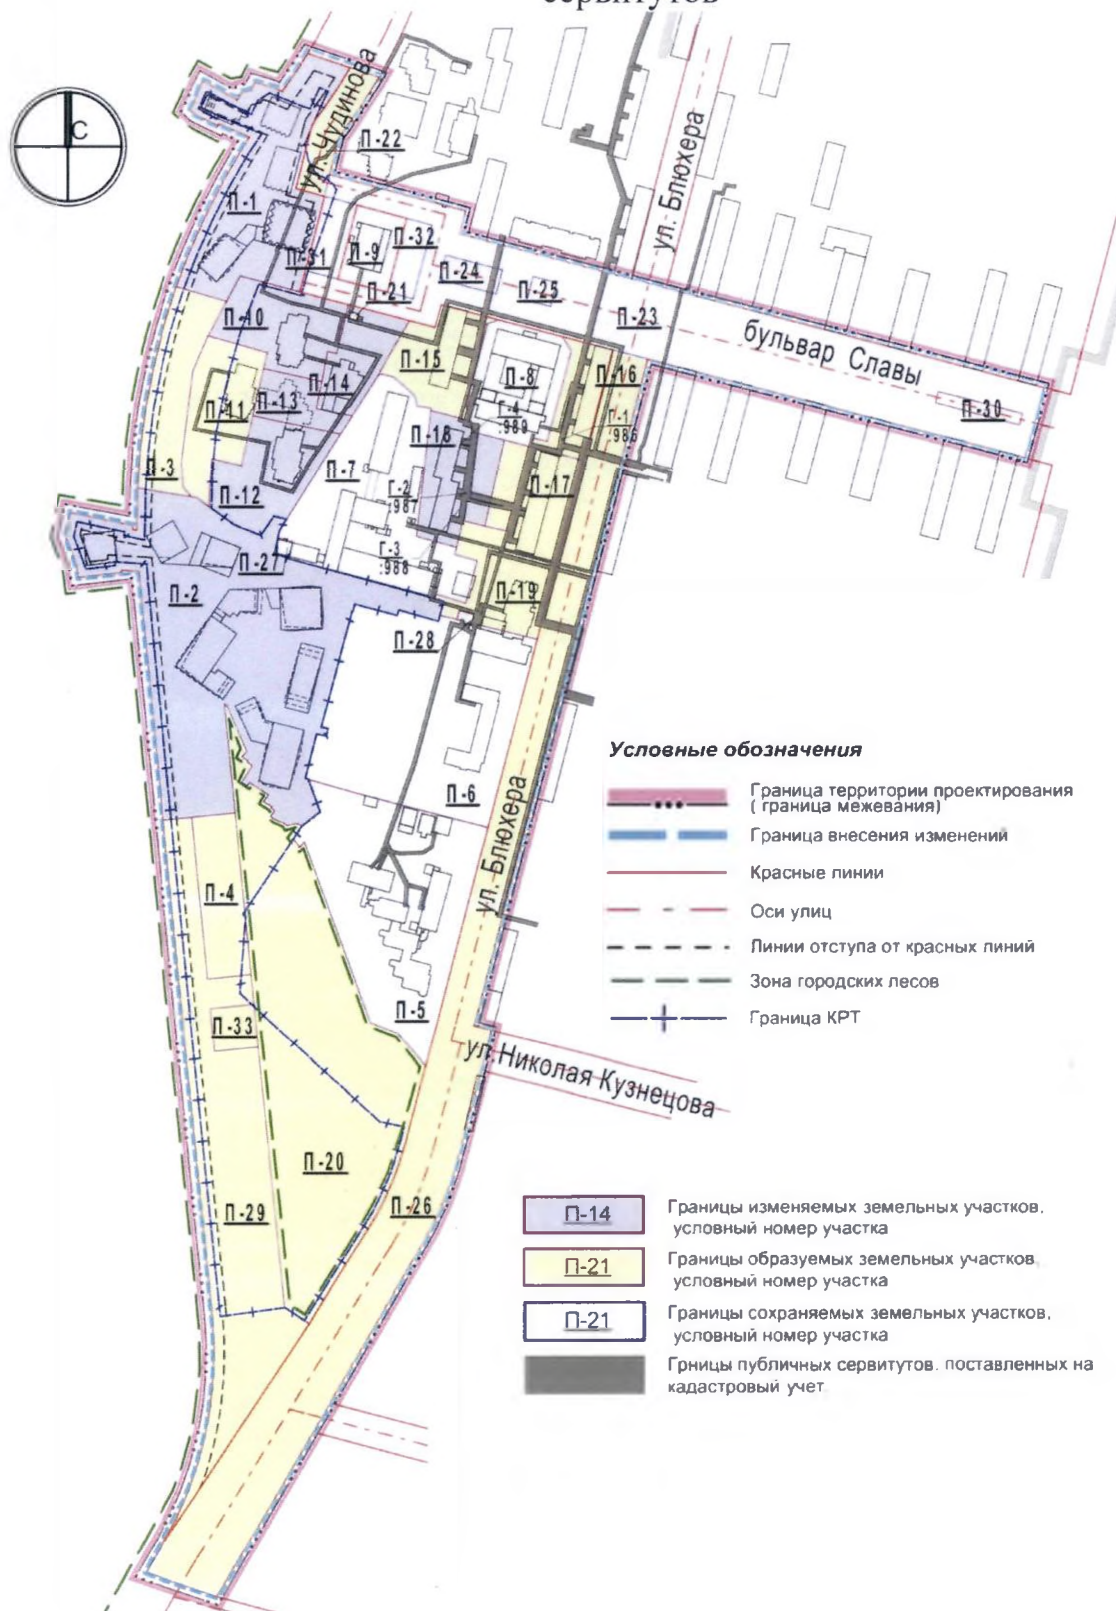 сервитутов
С
ул. Чудинова
П-22
ул. Блюхера
П-1
П-32
П-9
П-31
П-24
П-21
П-25
П-23
П-10
бульвар Славы
П-15
П-8
П-16
П-14
П-13
П-11
П-30
Г-4
:989
Г-1
:986
П-18
П-3
П-7
П-12
П-17
Г-2
:987
Г-3
:988
П-27
П-2
П-19
П-28
Условные обозначения
Граница территории проектирования
( граница межевания)
П-6
Граница внесения изменений
ул. Блюхера
Красные линии
П-4
Оси улиц
Линии отступа от красных линий
Зона городских лесов
П-5
П-33
Граница КРТ
ул.Николая Кузнецова
П-20
П-29
П-26
П-14
Границы изменяемых земельных участков.
условный номер участка
П-21
Границы образуемых земельных участков,
условный номер участка
П-21
Границы сохраняемых земельных участков,
условный номер участка
Грницы публичных сервитутов. поставленных на
кадастровый учет